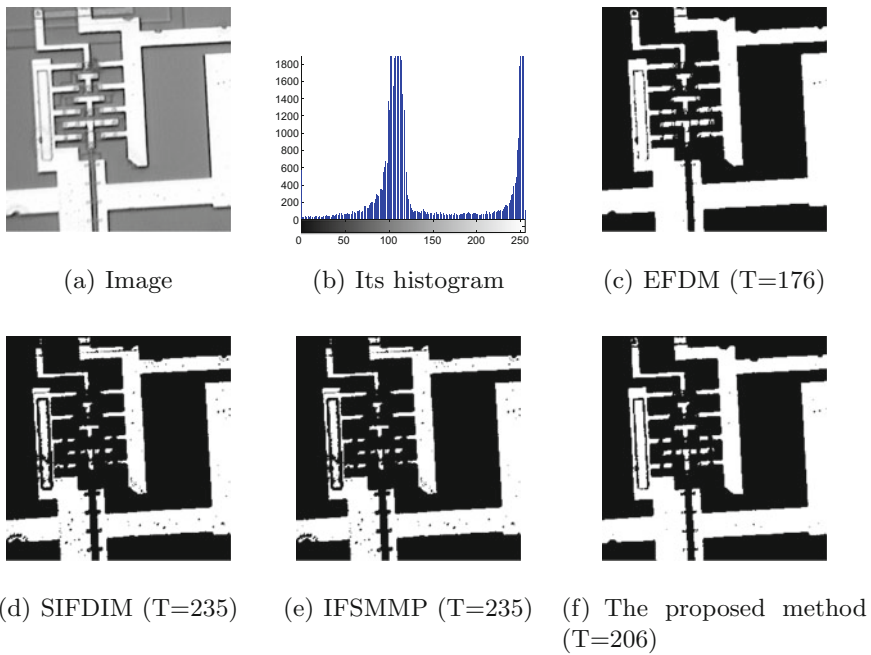 1800
1600
1400
1200
1000
800
600
400
200
0
0 50 100 150 200 250
(a) Image
(b) Its histogram
(c) EFDM (T=176)
(d) SIFDIM (T=235)
(e) IFSMMP (T=235)
(f) The proposed method
(T=206)